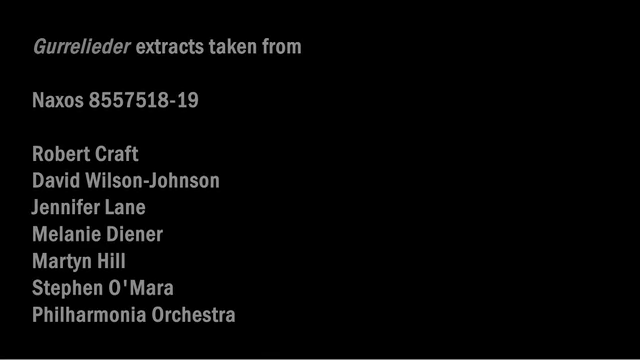 Gurrelieder extracts taken from
Naxos 8557518-19
Robert Craft
David Wilson-Johnson
Jennifer Lane
Melanie Diener
Martyn Hill
Stephen O'Mara
Philharmonia Orchestra